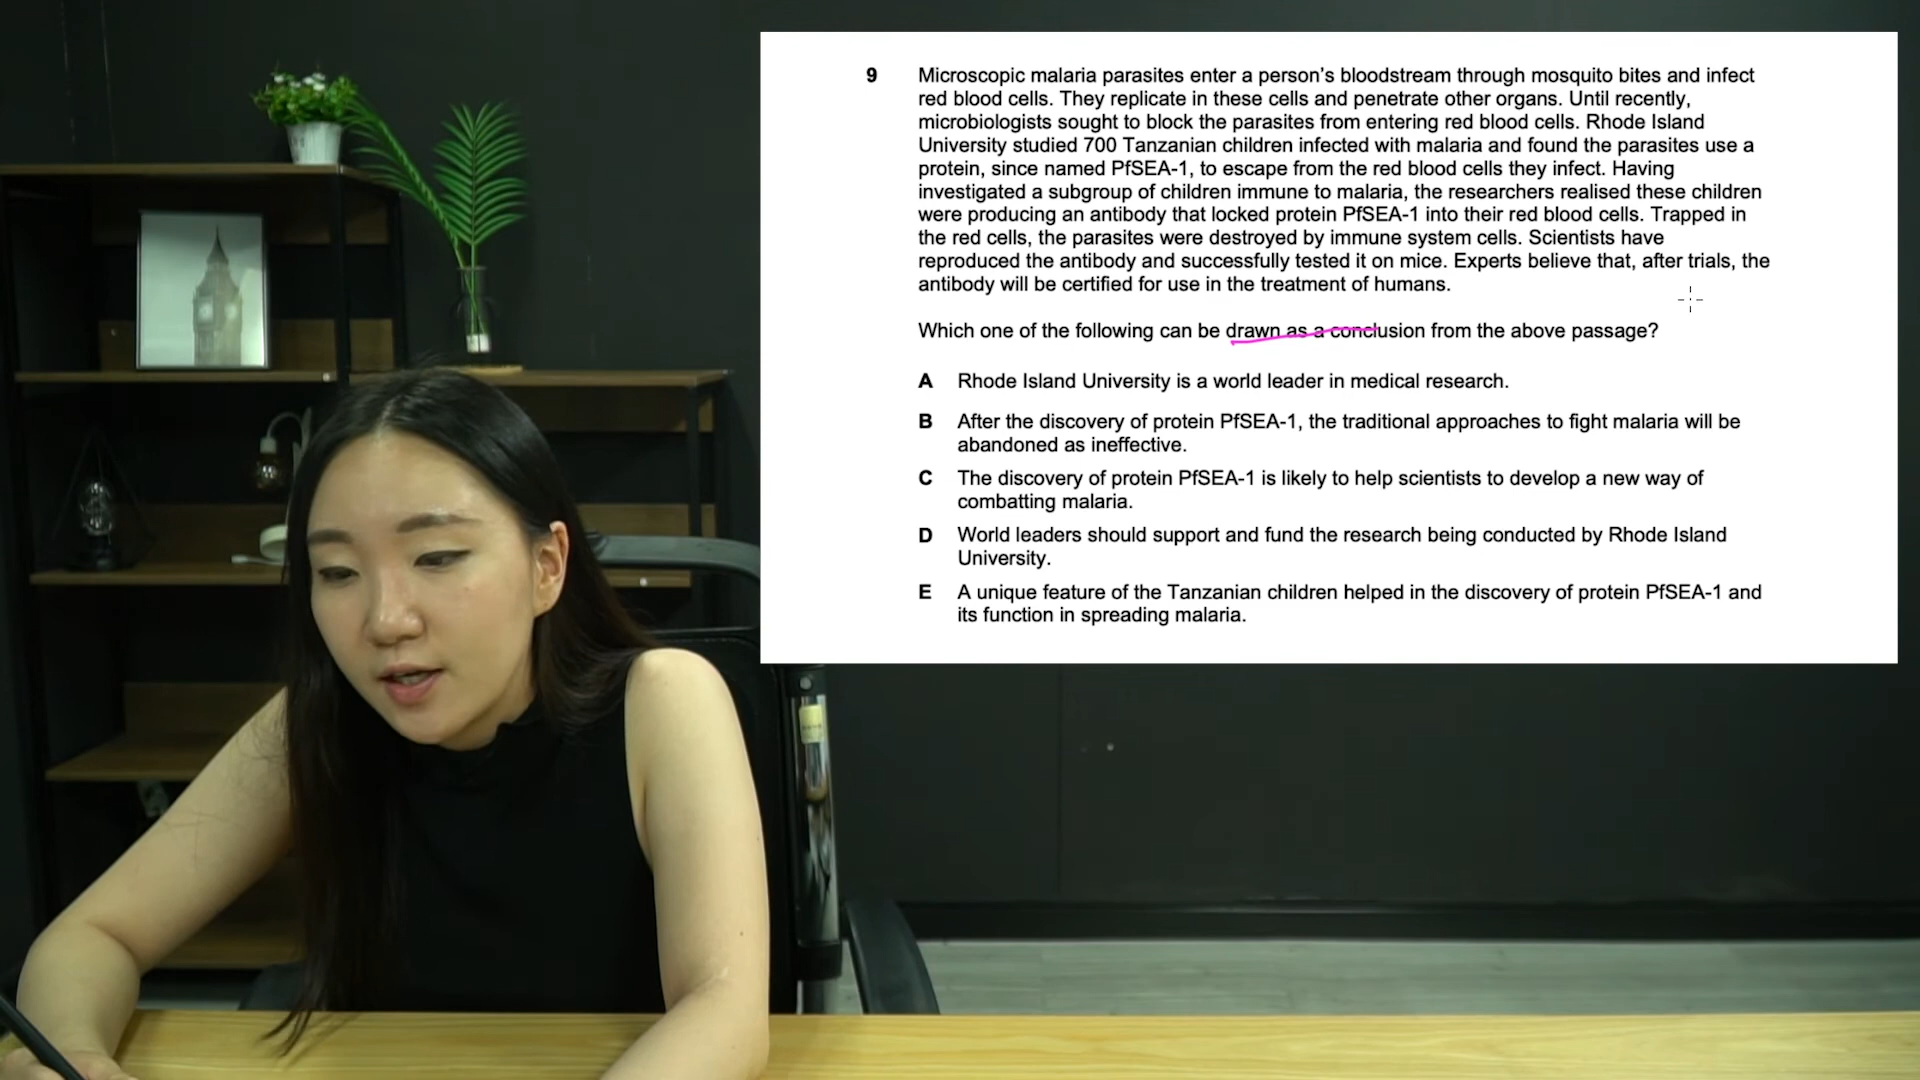 9 Microscopic malaria parasites enter a person's bloodstream through mosquito bites and infect
red blood cells. They replicate in these cells and penetrate other organs. Until recently,
microbiologists sought to block the parasites from entering red blood cells. Rhode Island
University studied 700 Tanzanian children infected with malaria and found the parasites use a
protein, since named PfSEA-1, to escape from the red blood cells they infect. Having
investigated a subgroup of children immune to malaria, the researchers realised these children
were producing an antibody that locked protein PfSEA-1 into their red blood cells. Trapped in
the red cells, the parasites were destroyed by immune system cells. Scientists have
reproduced the antibody and successfully tested it on mice. Experts believe that, after trials, the
antibody will be certified for use in the treatment of humans.
Which one of the following can be drawn as a conclusion from the above passage?
A Rhode Island University is a world leader in medical research.
B After the discovery of protein PfSEA-1, the traditional approaches to fight malaria will be
abandoned as ineffective.
C The discovery of protein PfSEA-1 is likely to help scientists to develop a new way of
combatting malaria.
D World leaders should support and fund the research being conducted by Rhode Island
University.
E A unique feature of the Tanzanian children helped in the discovery of protein PfSEA-1 and
its function in spreading malaria.